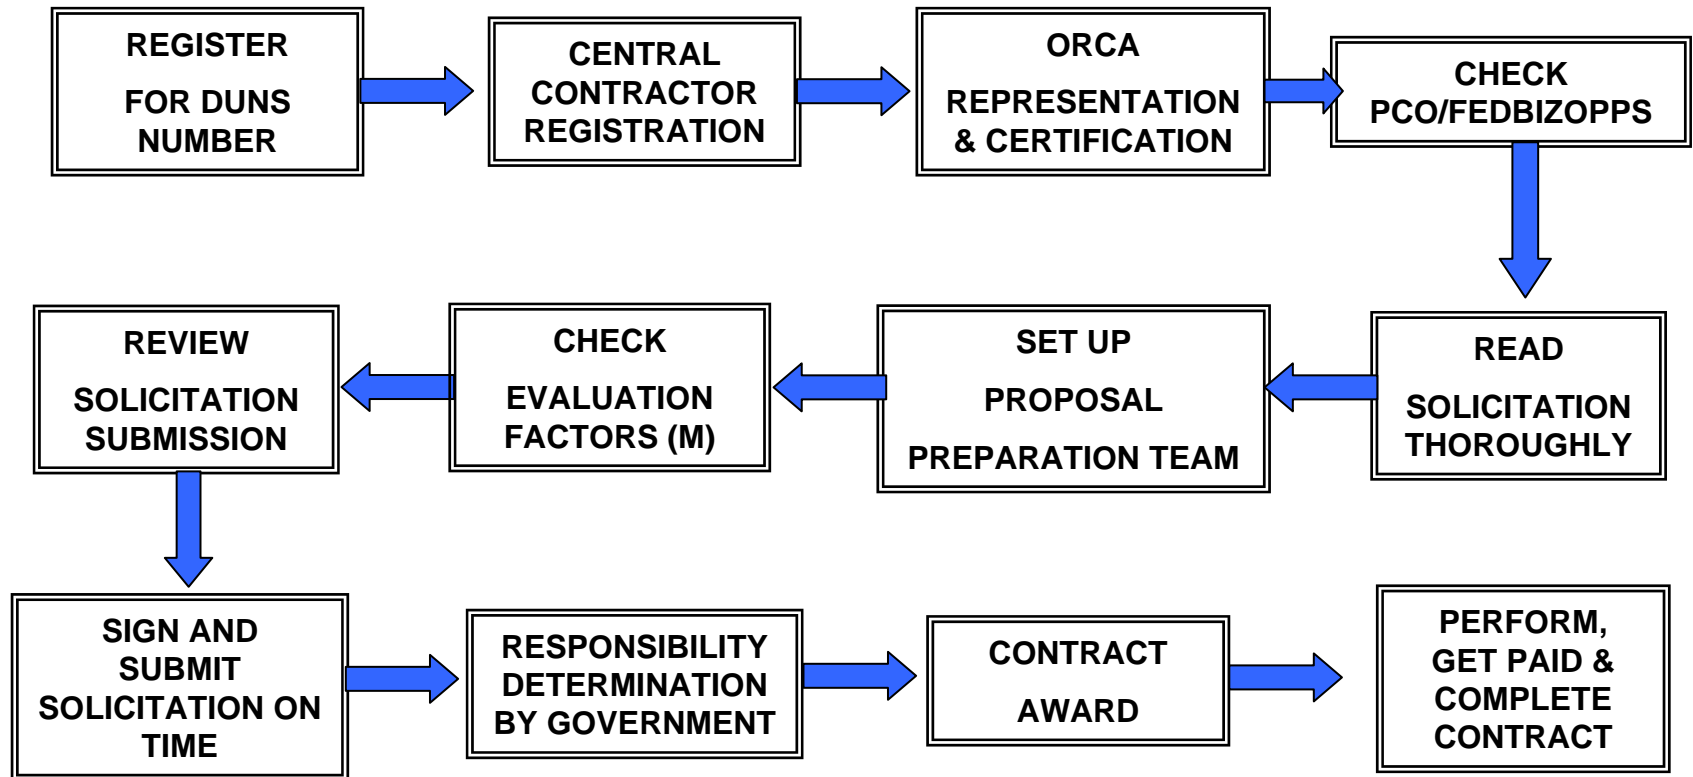 REGISTER
FOR DUNS
NUMBER
CENTRAL
CONTRACTOR
REGISTRATION
ORCA
REPRESENTATION
& CERTIFICATION
CHECK
PCO/FEDBIZOPPS
READ
SOLICITATION
THOROUGHLY
SET UP
PROPOSAL
PREPARATION TEAM
CHECK
EVALUATION
FACTORS (M)
REVIEW
SOLICITATION
SUBMISSION
SIGN AND
SUBMIT
SOLICITATION ON
TIME
RESPONSIBILITY
DETERMINATION
BY GOVERNMENT
CONTRACT
AWARD
PERFORM,
GET PAID &
COMPLETE
CONTRACT